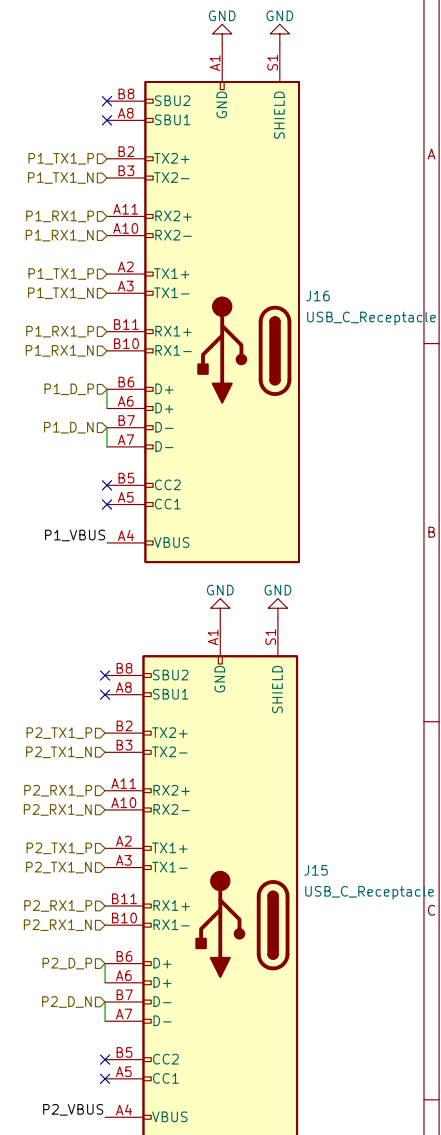 GND GND
A1 S1
GND SHIELD
B8 SBU2
A8 SBU1
P1_TX1_P B2 TX2+
P1_TX1_N B3 TX2-
P1_RX1_P A11 RX2+
P1_RX1_N A10 RX2-
P1_TX1_P A2 TX1+
P1_TX1_N A3 TX1-
P1_RX1_P B11 RX1+
P1_RX1_N B10 RX1-
P1_D_P B6 D+
A6 D+
P1_D_N B7 D-
A7 D-
B5 CC2
A5 CC1
P1_VBUS A4 VBUS
J16
USB_C_Receptacle
A
B
GND GND
A1 S1
GND SHIELD
B8 SBU2
A8 SBU1
P2_TX1_P B2 TX2+
P2_TX1_N B3 TX2-
P2_RX1_P A11 RX2+
P2_RX1_N A10 RX2-
P2_TX1_P A2 TX1+
P2_TX1_N A3 TX1-
P2_RX1_P B11 RX1+
P2_RX1_N B10 RX1-
P2_D_P B6 D+
A6 D+
P2_D_N B7 D-
A7 D-
B5 CC2
A5 CC1
P2_VBUS A4 VBUS
J15
USB_C_Receptacle
C